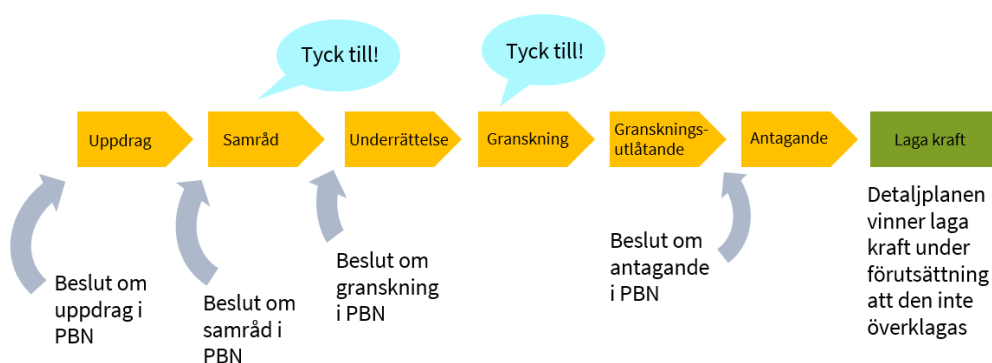 Tyck till!
Tyck till!
Uppdrag
Samråd
Underrättelse
Granskning
Gransknings-
utlåtande
Antagande
Laga kraft
Beslut om
uppdrag i
PBN
Beslut om
samråd i
PBN
Beslut om
granskning
i PBN
Beslut om
antagande
i PBN
Detaljplanen
vinner laga
kraft under
förutsättning
att den inte
överklagas